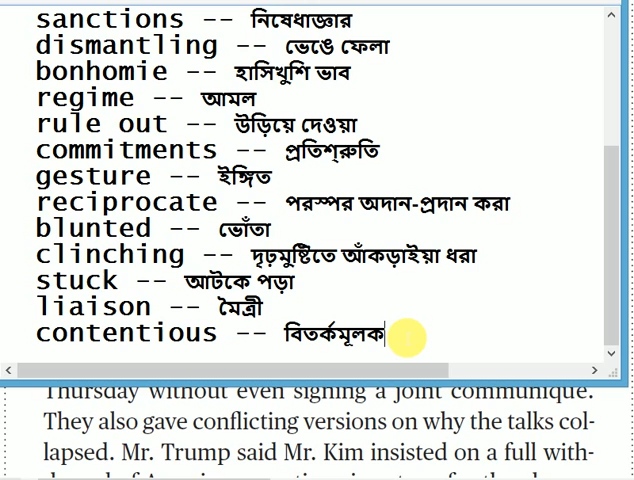 sanctions -- নিষেধাজ্ঞার
dismantling -- ভেঙে ফেলা
bonhomie -- হাসিখুশি ভাব
regime -- আমল
rule out -- উড়িয়ে দেওয়া
commitments -- প্রতিশ্রুতি
gesture -- ইঙ্গিত
reciprocate -- পরস্পর অদান-প্রদান করা
blunted -- ভোঁতা
clinching -- দৃঢ়মুষ্টিতে আঁকড়াইয়া ধরা
stuck -- আটকে পড়া
liaison -- মৈত্রী
contentious -- বিতর্কমূলক
Thursday without even signing a joint communique.
They also gave conflicting versions on why the talks col-
lapsed. Mr. Trump said Mr. Kim insisted on a full with-